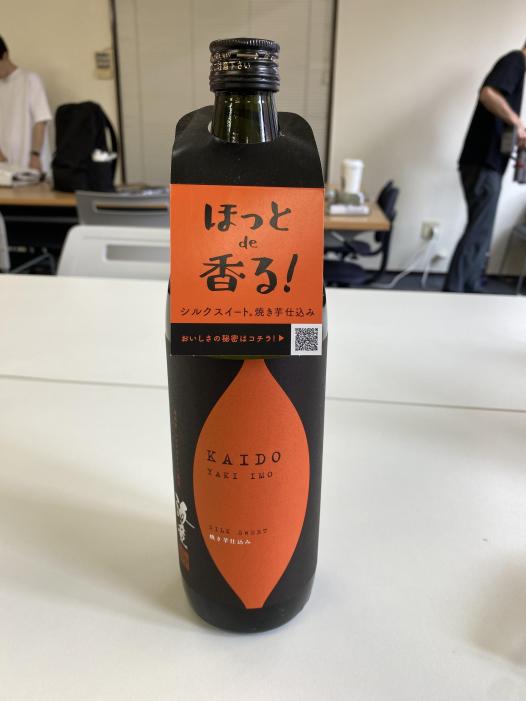 ほっと
de
香る!
シルクスイート。焼き芋仕込み
おいしさの秘密はコチラ!▶
KAIDO
YAKI IMO
SILK SWEET
焼き芋仕込み